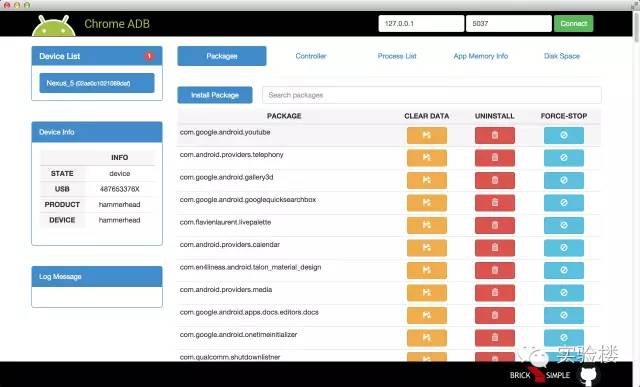 Chrome ADB
127.0.0.1
5037
Connect
Device List
1
Nexus_5 (02ae0c1021089daf)
Packages
Controller
Process List
App Memory Info
Disk Space
Install Package
Search packages
PACKAGE CLEAR DATA UNINSTALL FORCE-STOP
com.google.android.youtube
com.android.providers.telephony
com.google.android.gallery3d
com.google.android.googlequicksearchbox
com.flavienlaurent.livepalette
com.android.providers.calendar
com.en4liness.android.talon_material_design
com.android.providers.media
com.google.android.apps.docs.editors.docs
com.google.android.onetimeinitializer
com.qualcomm.shutdownlistner
Device Info
INFO
STATE device
USB 487653376X
PRODUCT hammerhead
DEVICE hammerhead
Log Message
实验楼
BRICK SIMPLE